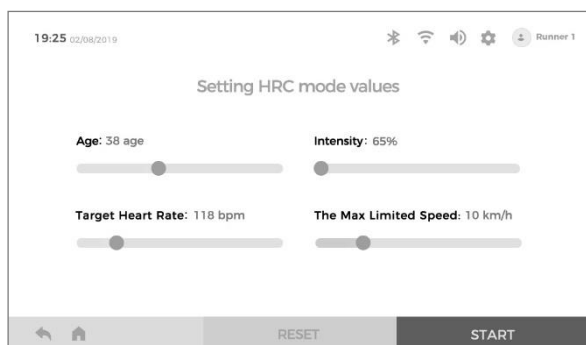 19:25 02/08/2019 Runner 1
Setting HRC mode values
Age: 38 age Intensity: 65%
Target Heart Rate: 118 bpm The Max Limited Speed: 10 km/h
RESET START